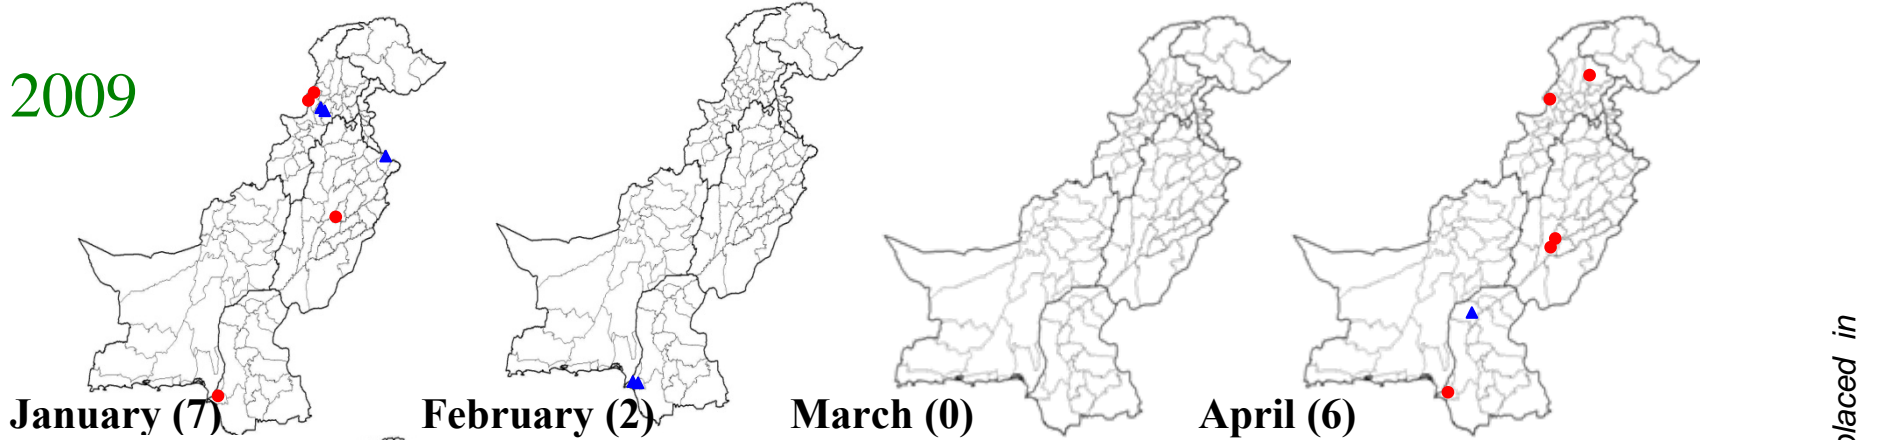 2009
January (7)
February (2)
March (0)
April (6)
placed in